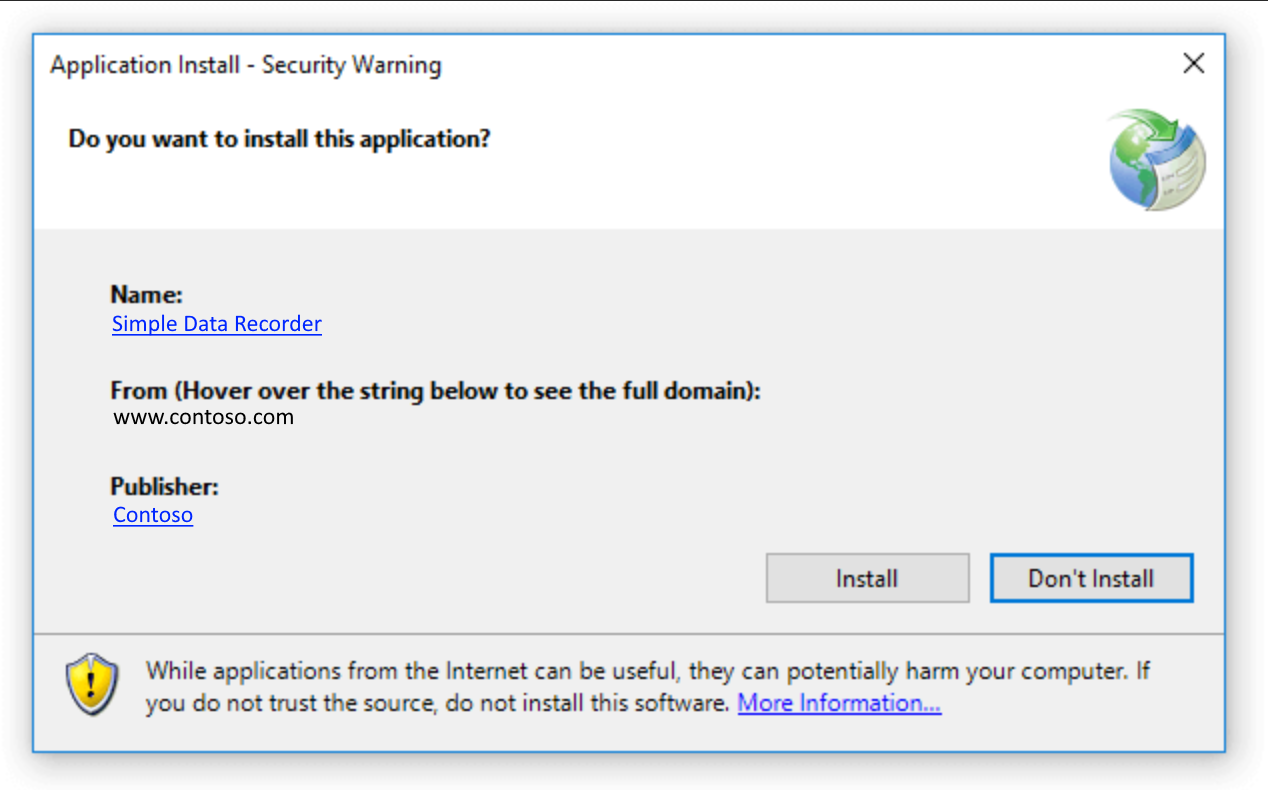 Application Install - Security Warning
Do you want to install this application?
Name:
Simple Data Recorder
From (Hover over the string below to see the full domain):
www.contoso.com
Publisher:
Contoso
Install
Don't Install
While applications from the Internet can be useful, they can potentially harm your computer. If
you do not trust the source, do not install this software. More Information...